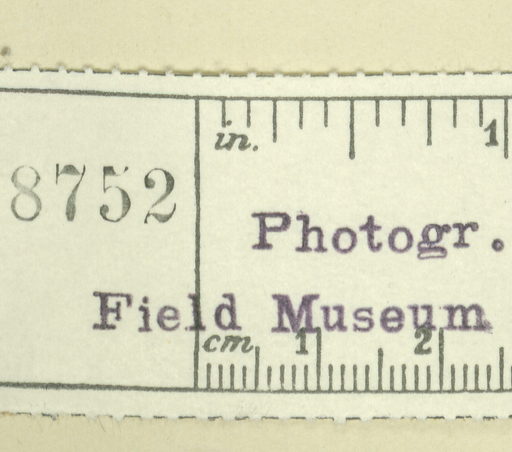 in. 1
8752
Photogr.
Field Museum
cm 1 2